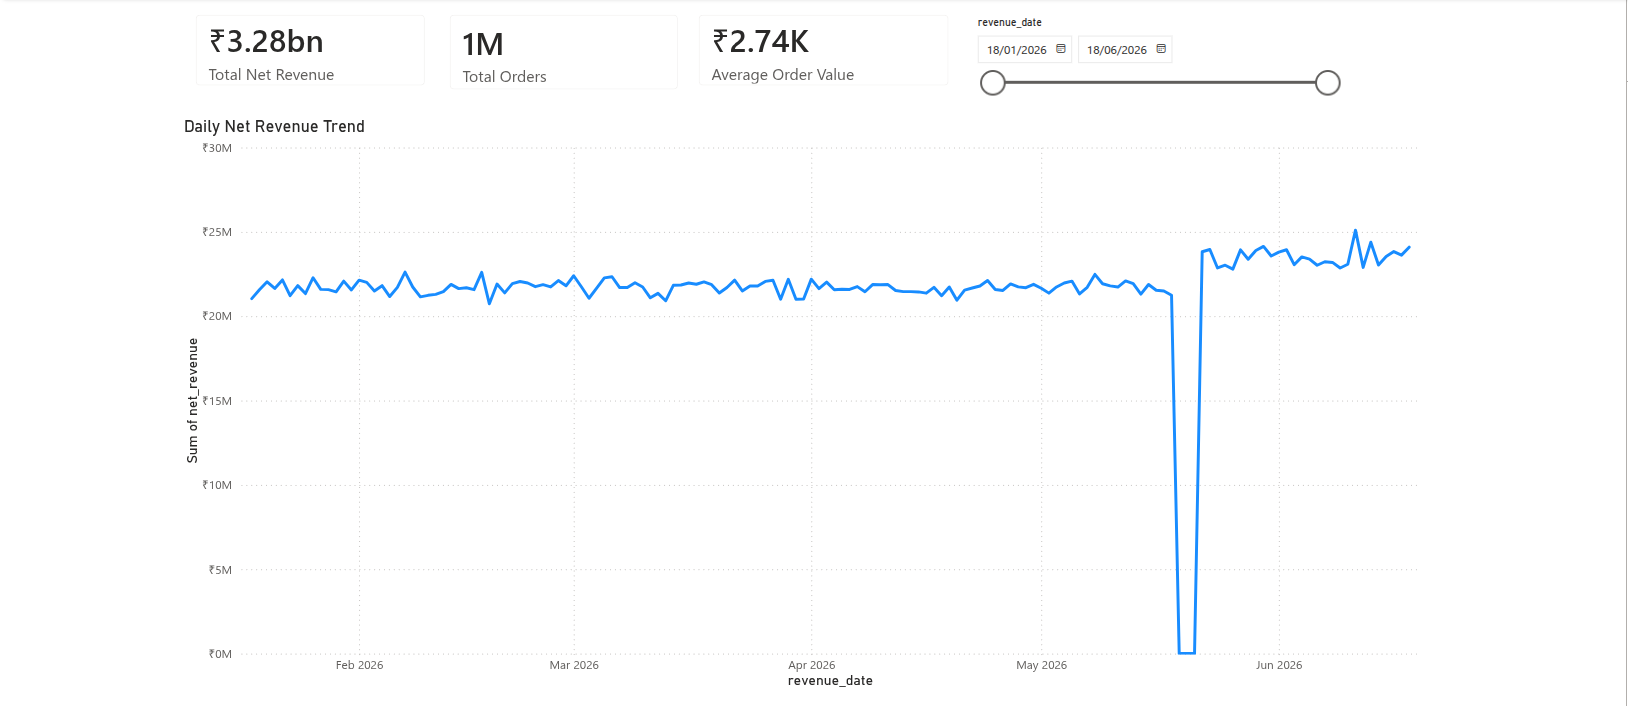 ₹3.28bn
Total Net Revenue
1M
Total Orders
₹2.74K
Average Order Value
revenue_date
18/01/2026
18/06/2026
Daily Net Revenue Trend
Sum of net_revenue
₹30M
₹25M
₹20M
₹15M
₹10M
₹5M
₹0M
Feb 2026
Mar 2026
Apr 2026
May 2026
Jun 2026
revenue_date